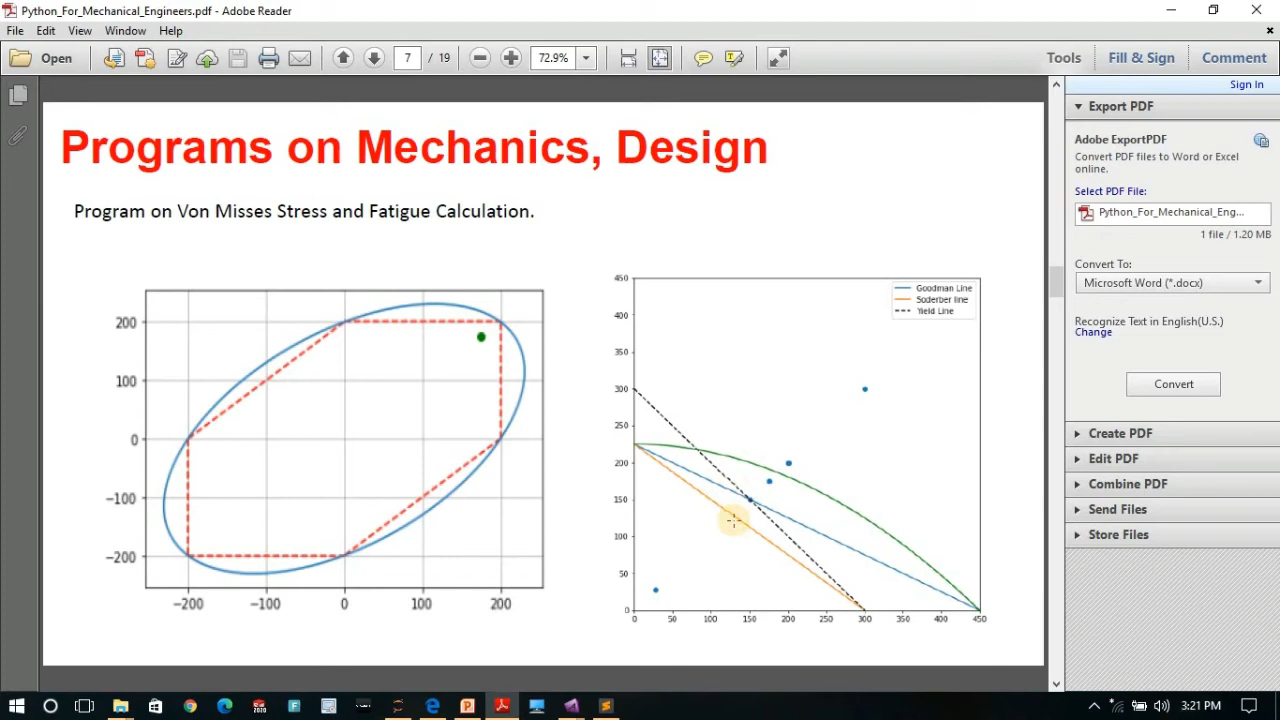 Python_For_Mechanical_Engineers.pdf - Adobe Reader
File Edit View Window Help
Open 7 / 19 72.9% Tools Fill & Sign Comment
Sign In
Programs on Mechanics, Design
Program on Von Misses Stress and Fatigue Calculation.
200
100
0
−100
−200
−200 −100 0 100 200
450
400
350
300
250
200
150
100
50
0
0 50 100 150 200 250 300 350 400 450
Goodman Line
Soderber line
Yield Line
Export PDF
Adobe ExportPDF
Convert PDF files to Word or Excel
online.
Select PDF File:
Python_For_Mechanical_Eng...
1 file / 1.20 MB
Convert To:
Microsoft Word (*.docx)
Recognize Text in English(U.S.)
Change
Convert
Create PDF
Edit PDF
Combine PDF
Send Files
Store Files
3:21 PM